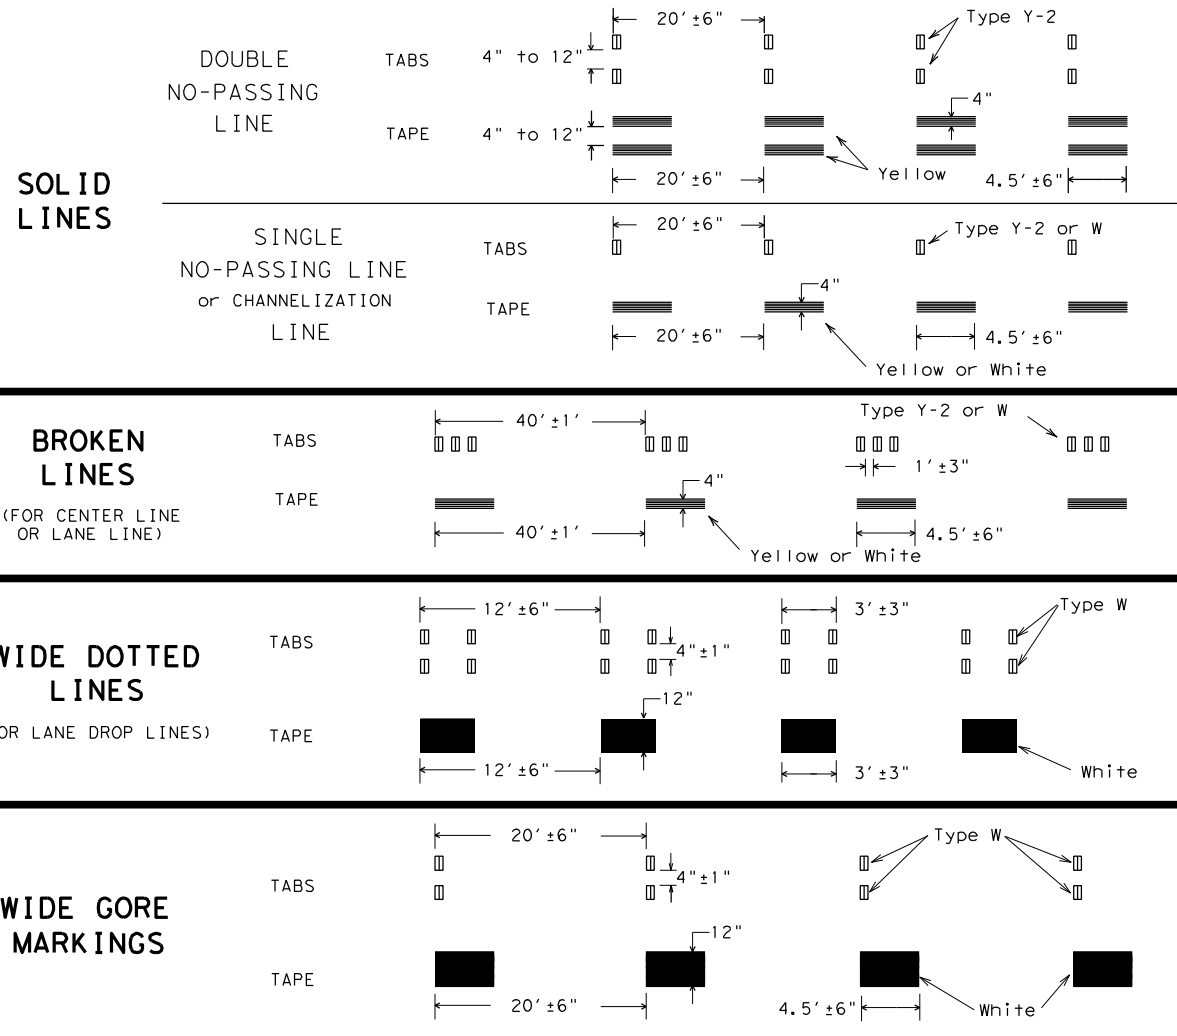 SOLID
LINES
DOUBLE
NO-PASSING
LINE
TABS
4" to 12"
20'±6"
Type Y-2
TAPE
4" to 12"
4"
20'±6"
Yellow
4.5'±6"
SINGLE
NO-PASSING LINE
or CHANNELIZATION
LINE
TABS
20'±6"
Type Y-2 or W
TAPE
4"
20'±6"
4.5'±6"
Yellow or White
BROKEN
LINES
(FOR CENTER LINE
OR LANE LINE)
TABS
40'±1'
Type Y-2 or W
1'±3"
TAPE
4"
40'±1'
4.5'±6"
Yellow or White
WIDE DOTTED
LINES
OR LANE DROP LINES)
TABS
12'±6"
3'±3"
Type W
4"±1"
TAPE
12"
12'±6"
3'±3"
White
WIDE GORE
MARKINGS
TABS
20'±6"
Type W
4"±1"
TAPE
12"
20'±6"
4.5'±6"
White